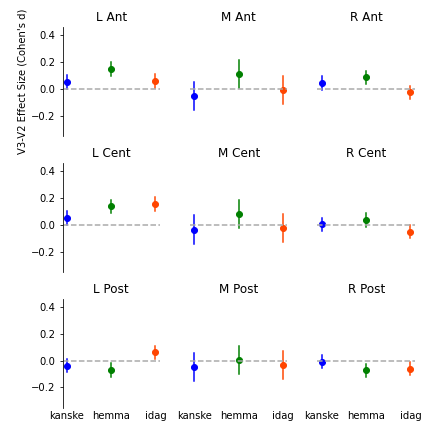 L Ant M Ant R Ant
V3-V2 Effect Size (Cohen's d)
0.4
0.2
0.0
−0.2
L Cent M Cent R Cent
0.4
0.2
0.0
−0.2
L Post M Post R Post
0.4
0.2
0.0
−0.2
kanske hemma idag kanske hemma idag kanske hemma idag